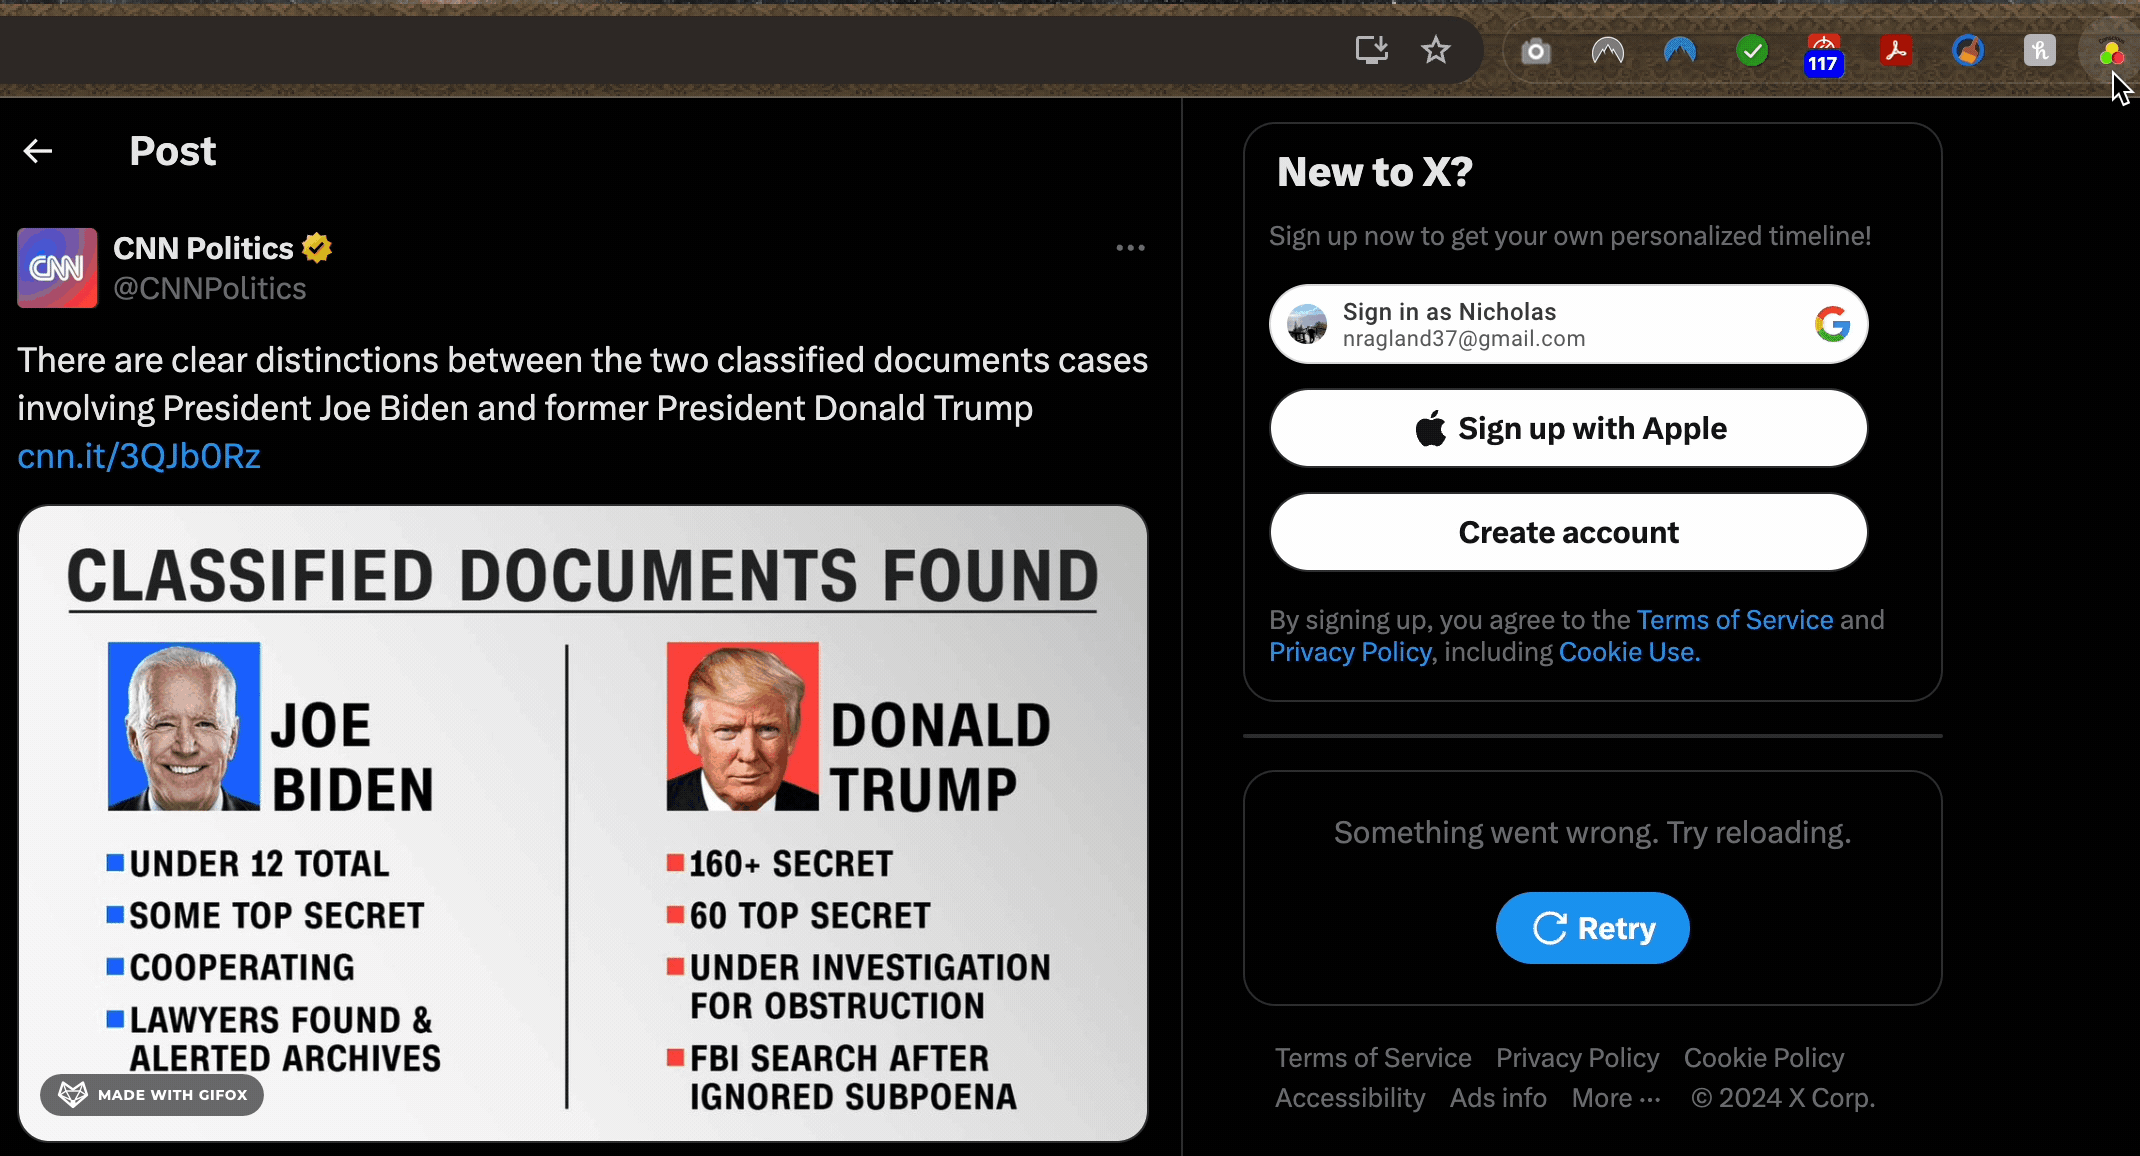 117
Post
CNN
CNN Politics
@CNNPolitics
There are clear distinctions between the two classified documents cases
involving President Joe Biden and former President Donald Trump
cnn.it/3QJb0Rz
CLASSIFIED DOCUMENTS FOUND
JOE
BIDEN
UNDER 12 TOTAL
SOME TOP SECRET
COOPERATING
LAWYERS FOUND &
ALERTED ARCHIVES
DONALD
TRUMP
160+ SECRET
60 TOP SECRET
UNDER INVESTIGATION
FOR OBSTRUCTION
FBI SEARCH AFTER
IGNORED SUBPOENA
MADE WITH GIFOX
New to X?
Sign up now to get your own personalized timeline!
Sign in as Nicholas
nragland37@gmail.com
Sign up with Apple
Create account
By signing up, you agree to the Terms of Service and
Privacy Policy, including Cookie Use.
Something went wrong. Try reloading.
Retry
Terms of Service Privacy Policy Cookie Policy
Accessibility Ads info More ··· © 2024 X Corp.